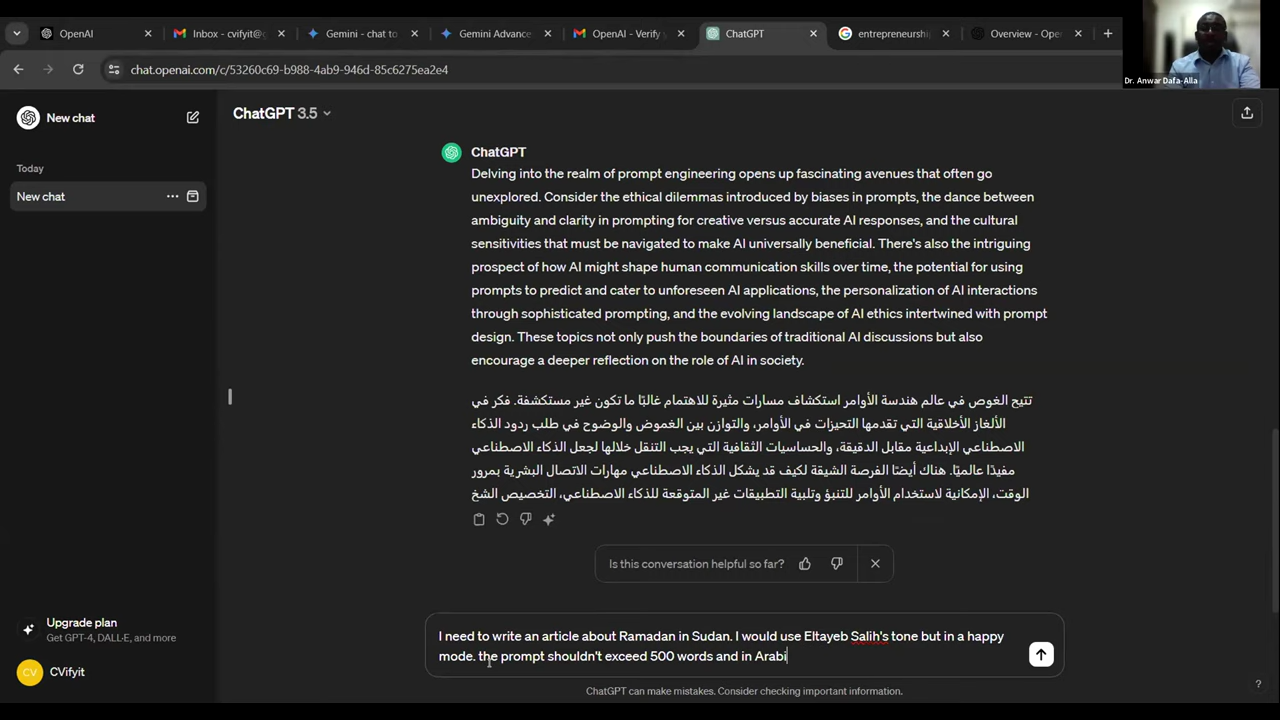 OpenAI
Inbox - cvifyit@g
Gemini - chat to
Gemini Advance
OpenAI - Verify y
ChatGPT
entrepreneurship
Overview - Open
chat.openai.com/c/53260c69-b988-4ab9-946d-85c6275ea2e4
Dr. Anwar Dafa-Alla
New chat
ChatGPT 3.5
Today
New chat
ChatGPT
Delving into the realm of prompt engineering opens up fascinating avenues that often go
unexplored. Consider the ethical dilemmas introduced by biases in prompts, the dance between
ambiguity and clarity in prompting for creative versus accurate AI responses, and the cultural
sensitivities that must be navigated to make AI universally beneficial. There's also the intriguing
prospect of how AI might shape human communication skills over time, the potential for using
prompts to predict and cater to unforeseen AI applications, the personalization of AI interactions
through sophisticated prompting, and the evolving landscape of AI ethics intertwined with prompt
design. These topics not only push the boundaries of traditional AI discussions but also
encourage a deeper reflection on the role of AI in society.
تتيح الغوص في عالم هندسة الأوامر استكشاف مسارات مثيرة للاهتمام غالبًا ما تكون غير مستكشفة. فكر في
الألغاز الأخلاقية التي تقدمها التحيزات في الأوامر، والتوازن بين الغموض والوضوح في طلب ردود الذكاء
الاصطناعي الإبداعية مقابل الدقيقة، والحساسيات الثقافية التي يجب التنقل خلالها لجعل الذكاء الاصطناعي
مفيدًا عالميًا. هناك أيضًا الفرصة الشيقة لكيف قد يشكل الذكاء الاصطناعي مهارات الاتصال البشرية بمرور
الوقت، الإمكانية لاستخدام الأوامر للتنبؤ وتلبية التطبيقات غير المتوقعة للذكاء الاصطناعي، التخصيص الشخ
Is this conversation helpful so far?
I need to write an article about Ramadan in Sudan. I would use Eltayeb Salih's tone but in a happy
mode. the prompt shouldn't exceed 500 words and in Arabi
Upgrade plan
Get GPT-4, DALL·E, and more
CV CVifyit
ChatGPT can make mistakes. Consider checking important information.
?